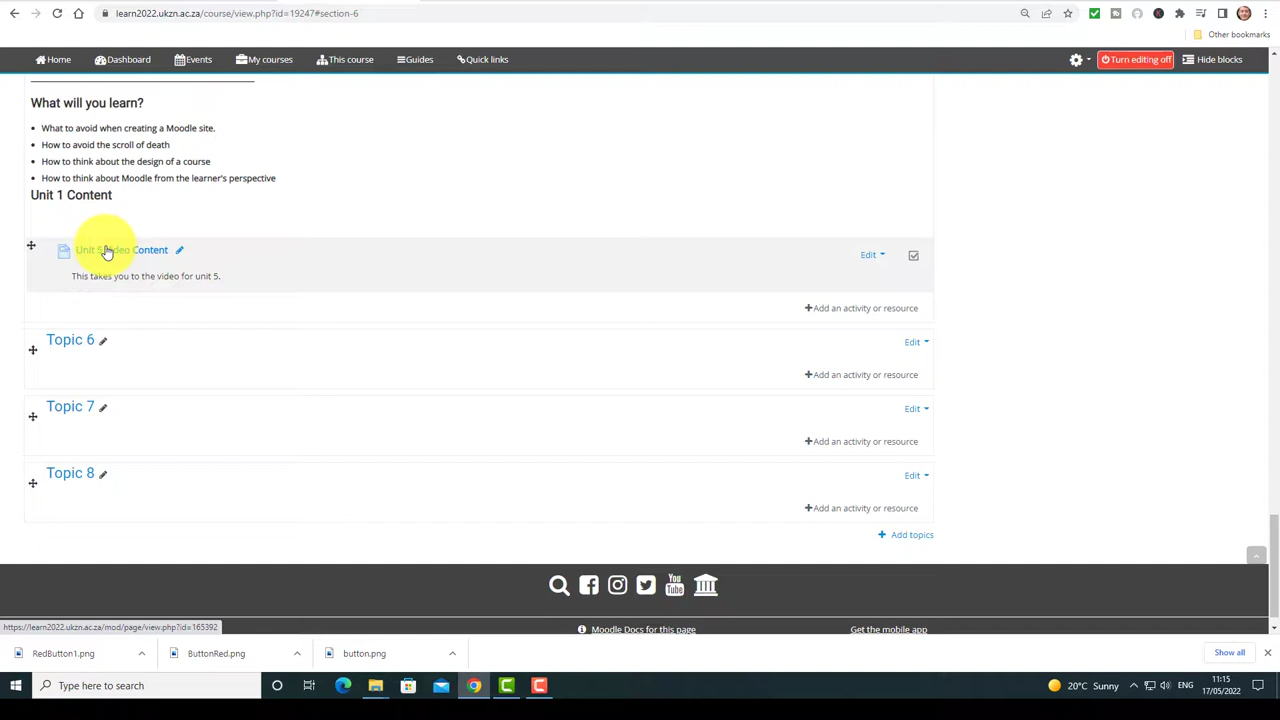 learn2022.ukzn.ac.za/course/view.php?id=19247#section-6
Other bookmarks
Home Dashboard Events My courses This course Guides Quick links Turn editing off Hide blocks
What will you learn?
• What to avoid when creating a Moodle site.
• How to avoid the scroll of death
• How to think about the design of a course
• How to think about Moodle from the learner's perspective
Unit 1 Content
Unit 5 Video Content
Edit
This takes you to the video for unit 5.
Add an activity or resource
Topic 6
Edit
Add an activity or resource
Topic 7
Edit
Add an activity or resource
Topic 8
Edit
Add an activity or resource
Add topics
You Tube
Moodle Docs for this page Get the mobile app
https://learn2022.ukzn.ac.za/mod/page/view.php?id=165392
RedButton1.png ButtonRed.png button.png Show all
Type here to search 20°C Sunny ENG
11:15
17/05/2022